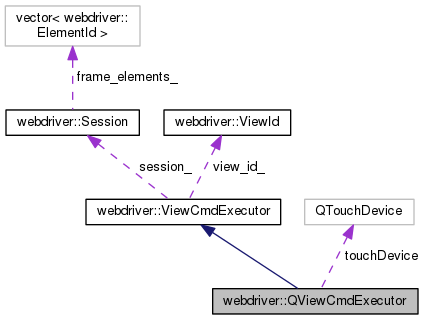 vector< webdriver::
ElementId >
frame_elements_
webdriver::Session
webdriver::ViewId
session_
view_id_
webdriver::ViewCmdExecutor
QTouchDevice
touchDevice
webdriver::QViewCmdExecutor